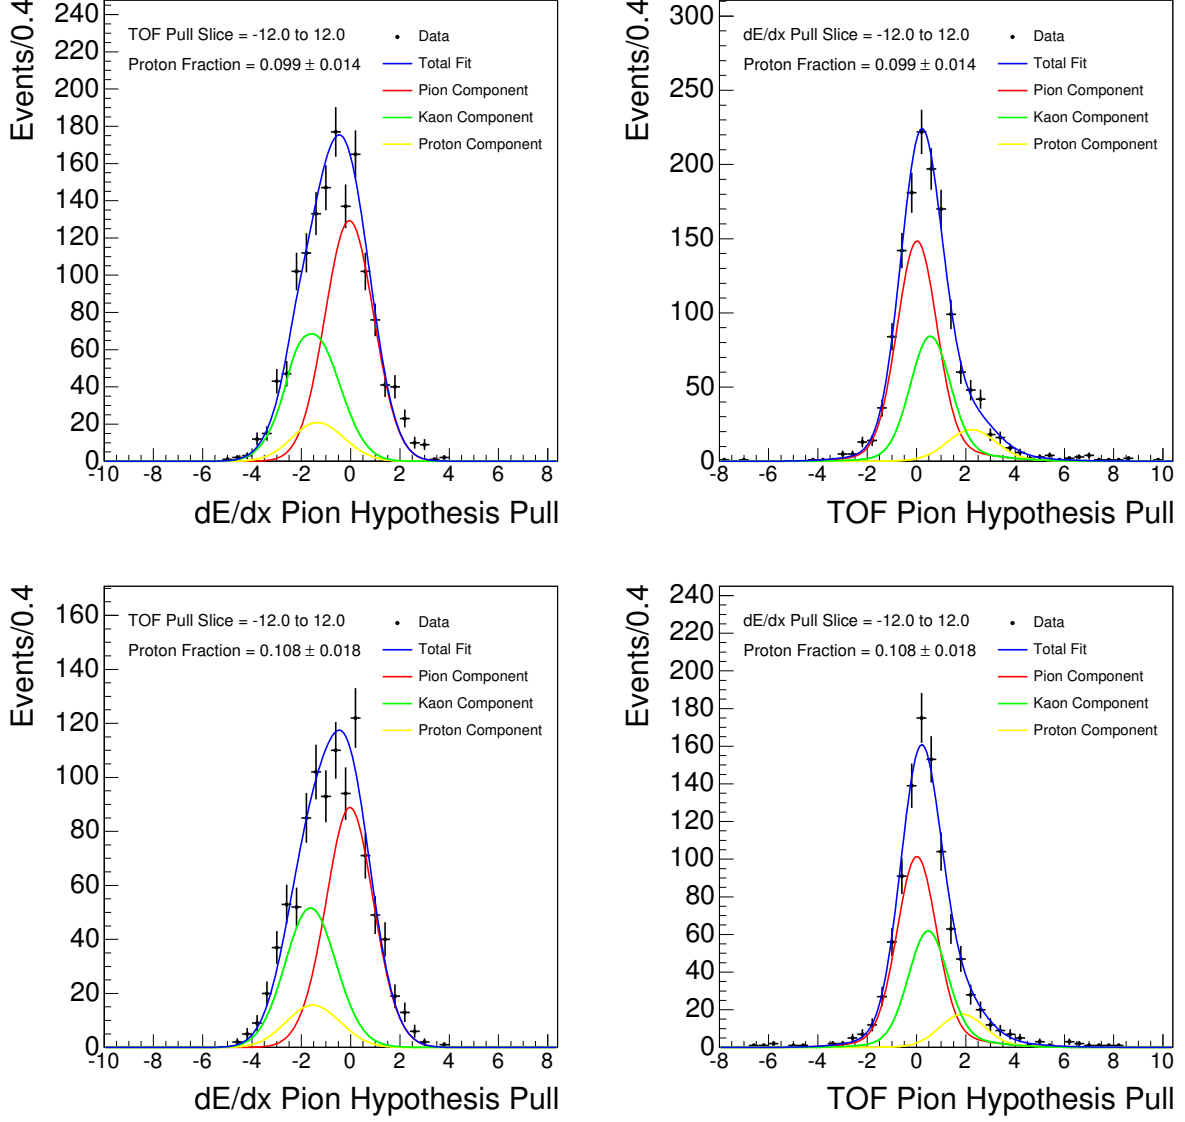 Events/0.4
240
220
200
180
160
140
120
100
80
60
40
20
0
TOF Pull Slice = -12.0 to 12.0
Proton Fraction = 0.099 ± 0.014
Data
Total Fit
Pion Component
Kaon Component
Proton Component
-10 -8 -6 -4 -2 0 2 4 6 8
dE/dx Pion Hypothesis Pull
Events/0.4
300
250
200
150
100
50
0
dE/dx Pull Slice = -12.0 to 12.0
Proton Fraction = 0.099 ± 0.014
Data
Total Fit
Pion Component
Kaon Component
Proton Component
-8 -6 -4 -2 0 2 4 6 8 10
TOF Pion Hypothesis Pull
Events/0.4
160
140
120
100
80
60
40
20
0
TOF Pull Slice = -12.0 to 12.0
Proton Fraction = 0.108 ± 0.018
Data
Total Fit
Pion Component
Kaon Component
Proton Component
-10 -8 -6 -4 -2 0 2 4 6 8
dE/dx Pion Hypothesis Pull
Events/0.4
240
220
200
180
160
140
120
100
80
60
40
20
0
dE/dx Pull Slice = -12.0 to 12.0
Proton Fraction = 0.108 ± 0.018
Data
Total Fit
Pion Component
Kaon Component
Proton Component
-8 -6 -4 -2 0 2 4 6 8 10
TOF Pion Hypothesis Pull